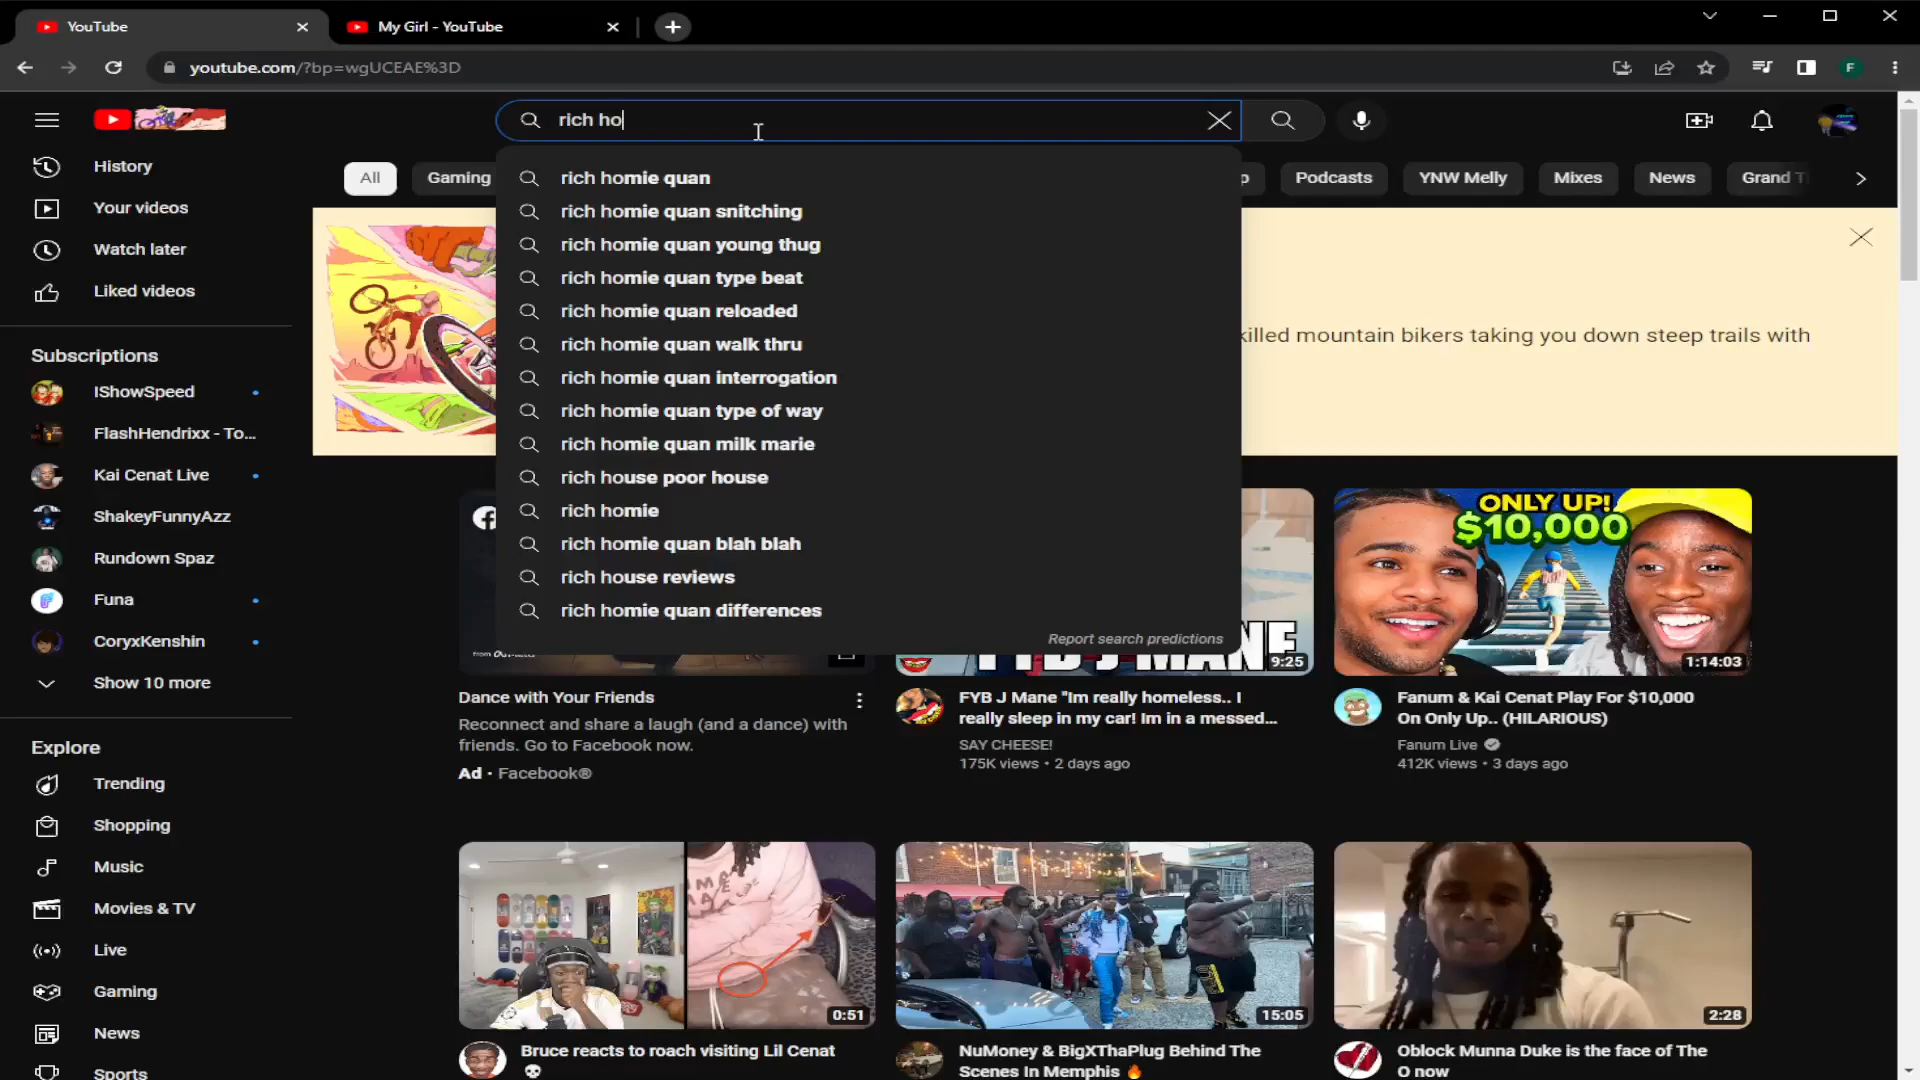 YouTube
My Girl - YouTube
youtube.com/?bp=wgUCEAE%3D
F
rich ho
History
Your videos
Watch later
Liked videos
Subscriptions
IShowSpeed
FlashHendrixx - To...
Kai Cenat Live
ShakeyFunnyAzz
Rundown Spaz
Funa
CoryxKenshin
Show 10 more
Explore
Trending
Shopping
Music
Movies & TV
Live
Gaming
News
Sports
All
Gaming
Podcasts
YNW Melly
Mixes
News
Grand T
rich homie quan
rich homie quan snitching
rich homie quan young thug
rich homie quan type beat
rich homie quan reloaded
rich homie quan walk thru
rich homie quan interrogation
rich homie quan type of way
rich homie quan milk marie
rich house poor house
rich homie
rich homie quan blah blah
rich house reviews
rich homie quan differences
Report search predictions
killed mountain bikers taking you down steep trails with
FYB J MANE
9:25
ONLY UP!
$10,000
1:14:03
Dance with Your Friends
Reconnect and share a laugh (and a dance) with
friends. Go to Facebook now.
Ad • Facebook®
FYB J Mane "Im really homeless.. I
really sleep in my car! Im in a messed...
SAY CHEESE!
175K views • 2 days ago
Fanum & Kai Cenat Play For $10,000
On Only Up.. (HILARIOUS)
Fanum Live
412K views • 3 days ago
0:51
15:05
2:28
Bruce reacts to roach visiting Lil Cenat
💀
NuMoney & BigXThaPlug Behind The
Scenes In Memphis 🔥
Oblock Munna Duke is the face of The
O now